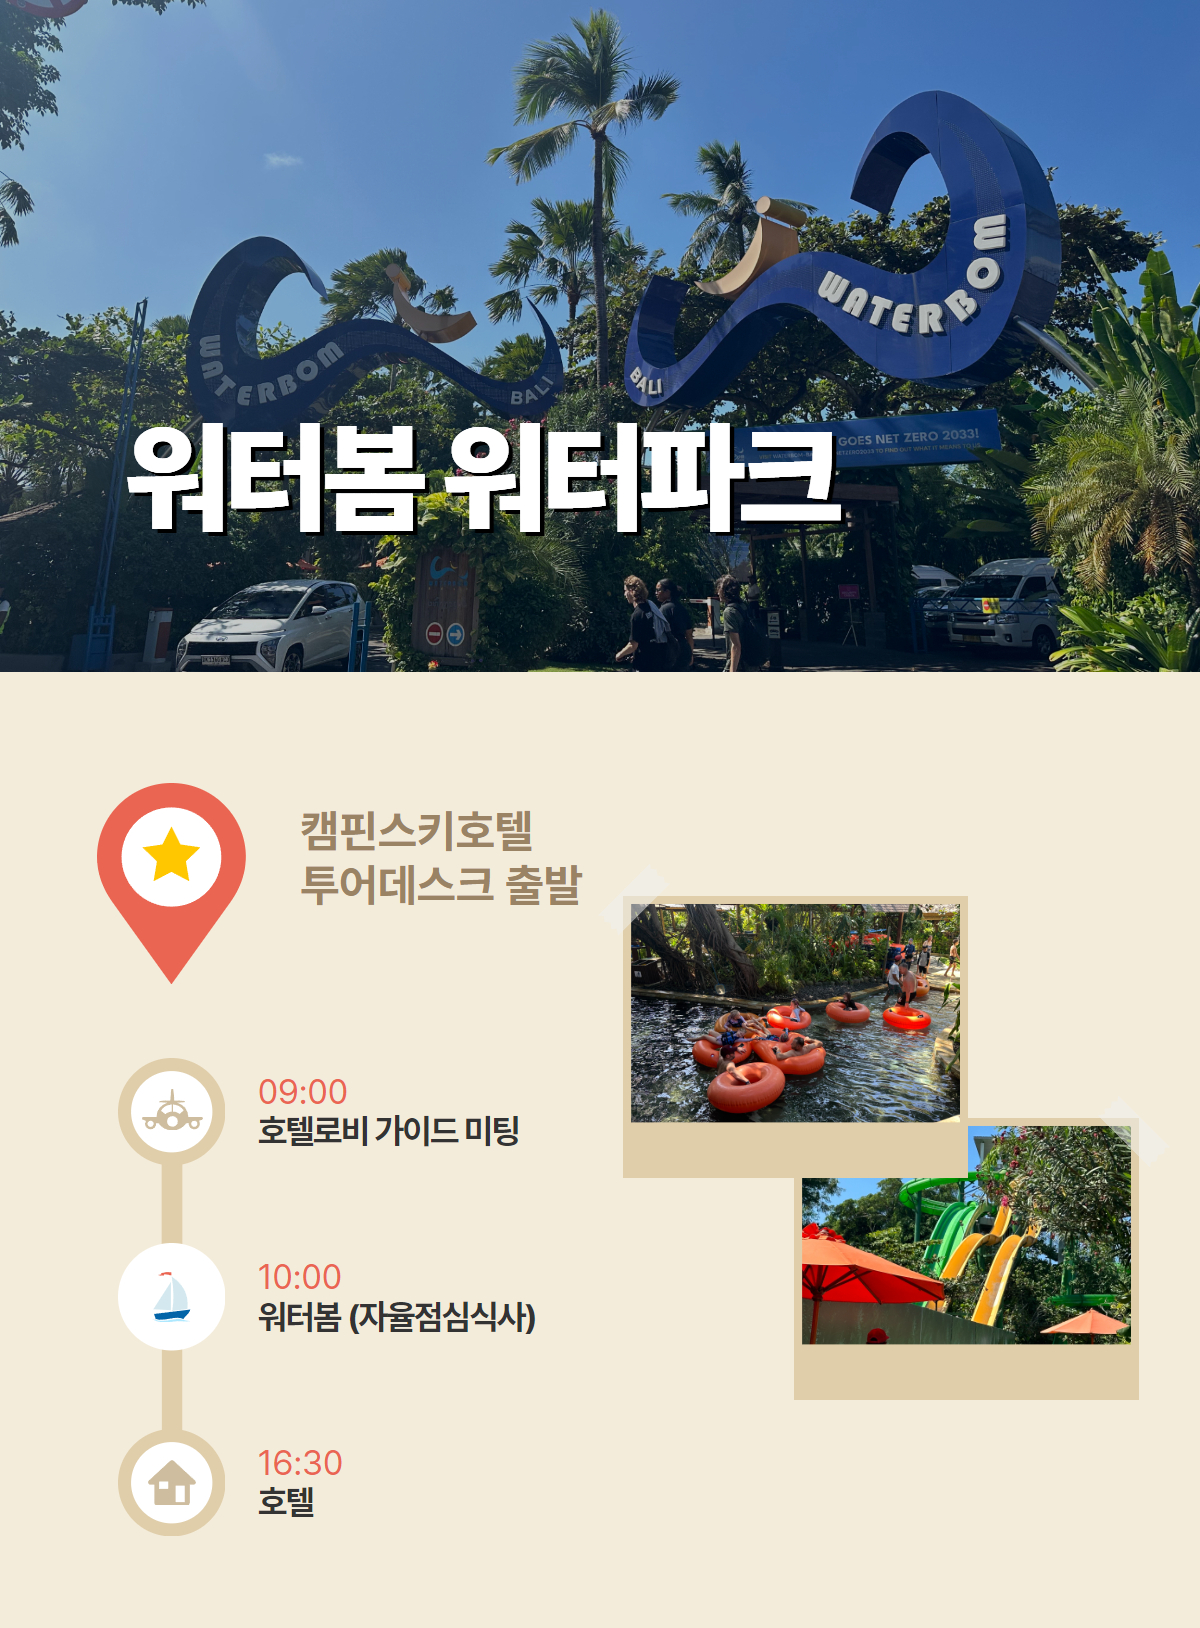 WATERBOM
BALI
WATERBOM
BALI
GOES NET ZERO 2033!
워터봄 워터파크
캠핀스키호텔
투어데스크 출발
09:00
호텔로비 가이드 미팅
10:00
워터봄 (자율점심식사)
16:30
호텔